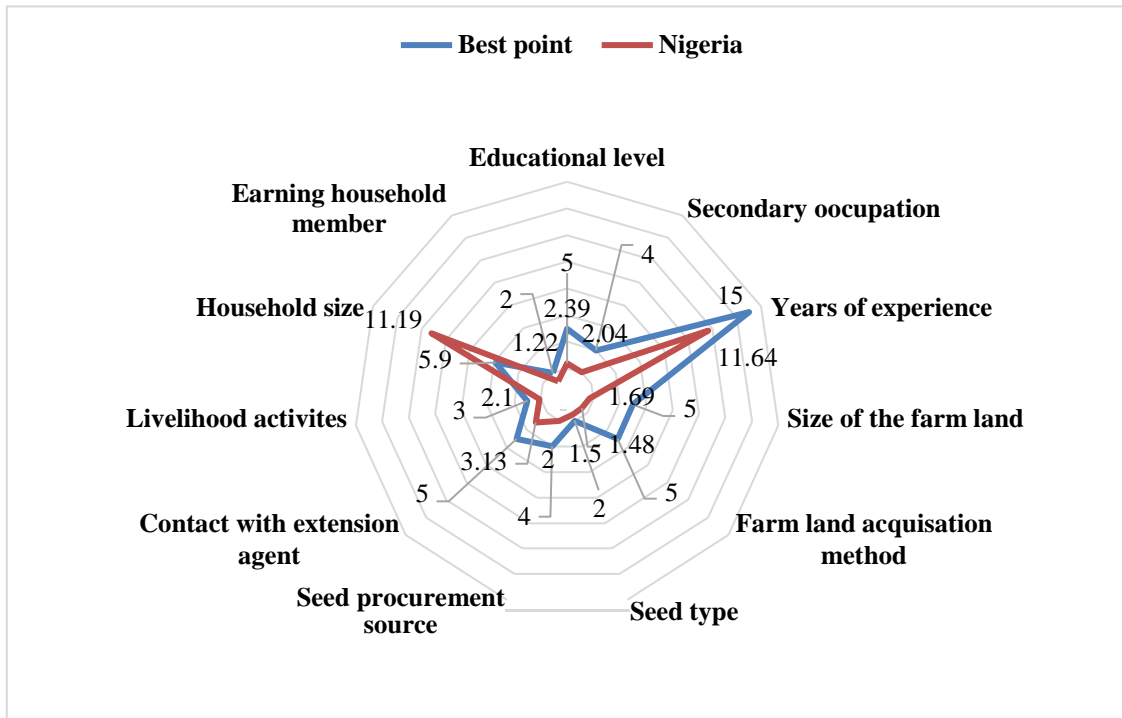 Best point
Nigeria
Educational level
Earning household
member
Secondary oocupation
4
5
2
15
2.39
Household size
Years of experience
11.19
2.04
1.22
11.64
5.9
2.1
1.69
3
5
Livelihood activites
Size of the farm land
1.48
1.5
3.13
2
5
5
2
4
Contact with extension
agent
Farm land acquisation
method
Seed procurement
source
Seed type